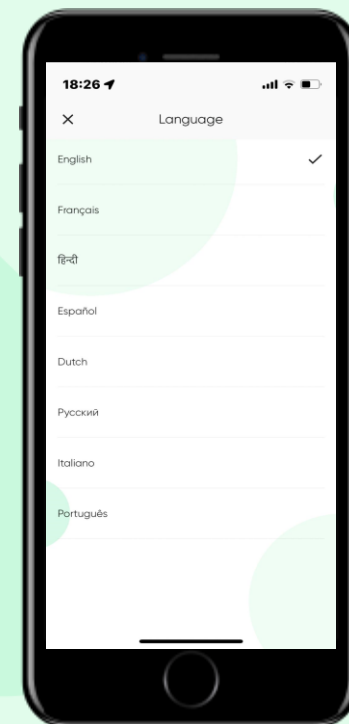 18:26
Language
English
Français
हिन्दी
Español
Dutch
Русский
Italiano
Português